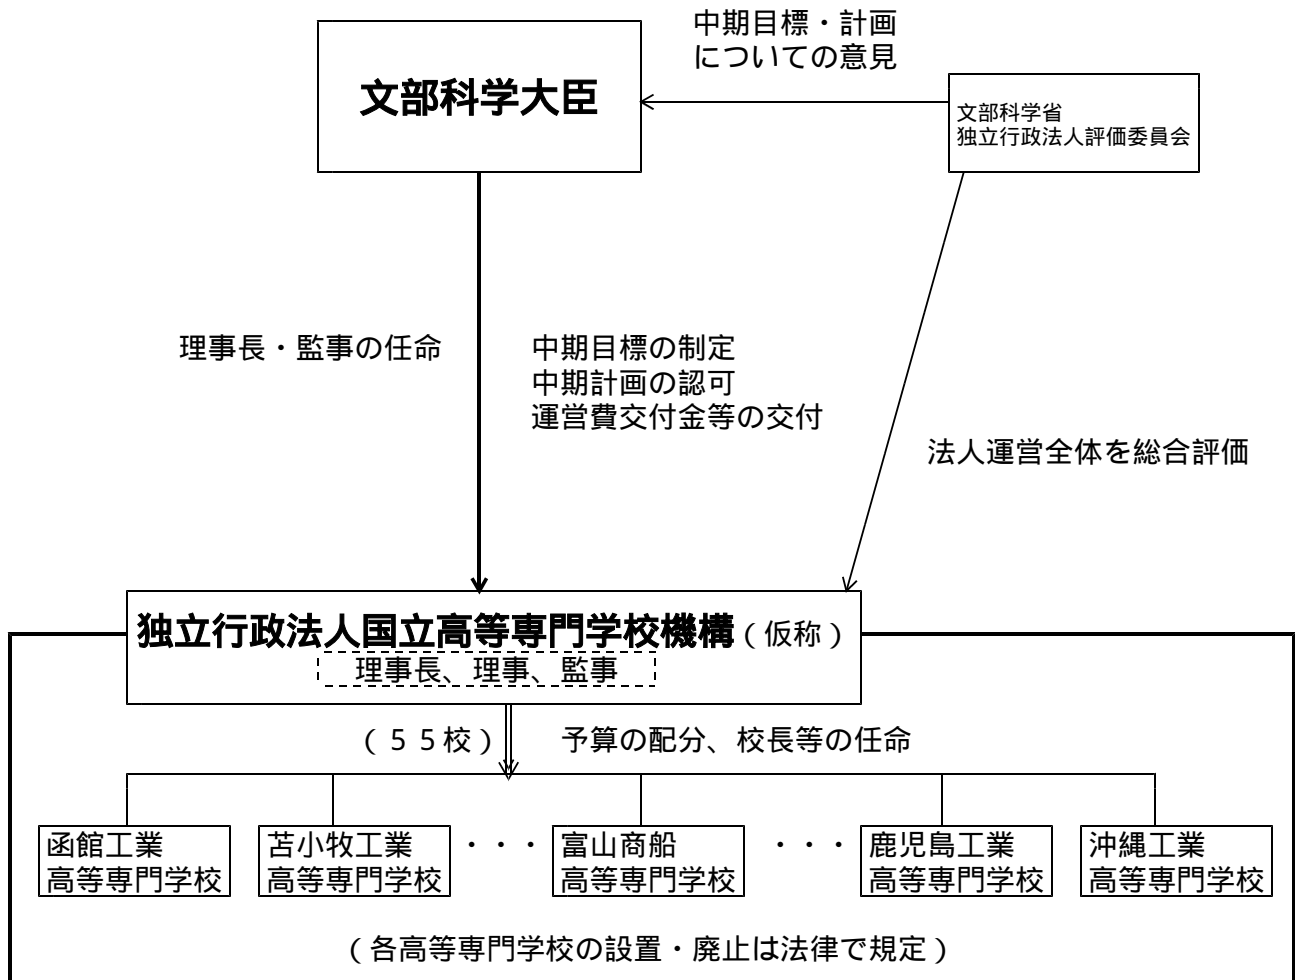 中期目標・計画
についての意見
文部科学大臣
文部科学省
独立行政法人評価委員会
理事長・監事の任命
中期目標の制定
中期計画の認可
運営費交付金等の交付
法人運営全体を総合評価
独立行政法人国立高等専門学校機構（仮称）
理事長、理事、監事
（５５校）
予算の配分、校長等の任命
函館工業
高等専門学校
苫小牧工業
高等専門学校
・・・
富山商船
高等専門学校
・・・
鹿児島工業
高等専門学校
沖縄工業
高等専門学校
（各高等専門学校の設置・廃止は法律で規定）